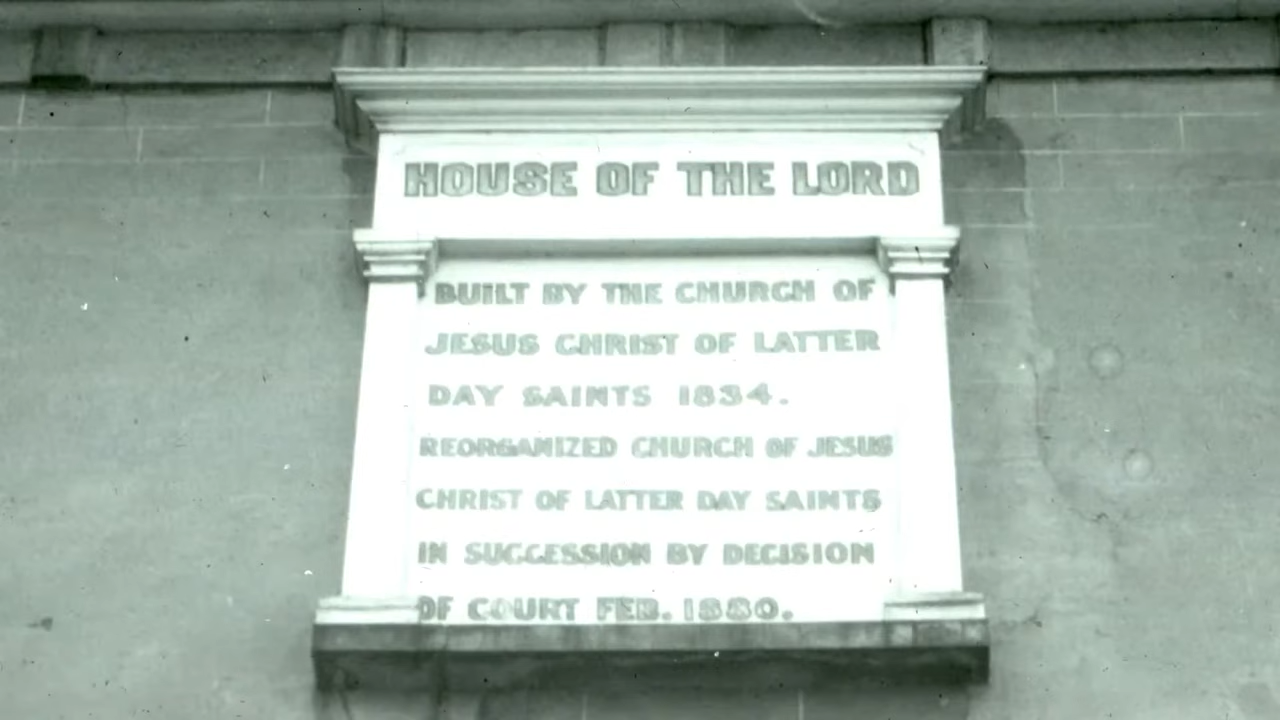 HOUSE OF THE LORD
BUILT BY THE CHURCH OF
JESUS CHRIST OF LATTER
DAY SAINTS 1834.
REORGANIZED CHURCH OF JESUS
CHRIST OF LATTER DAY SAINTS
IN SUCCESSION BY DECISION
OF COURT FEB. 1880.